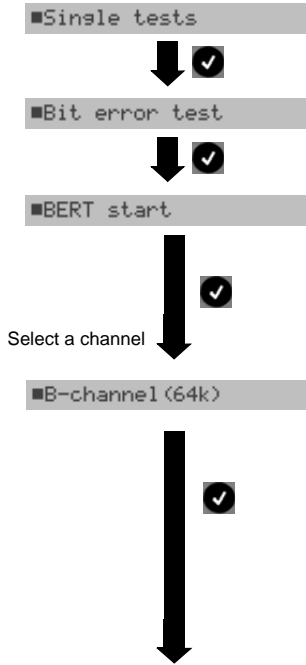 ■Single tests
■Bit error test
■BERT start
Select a channel
■B-channel(64k)